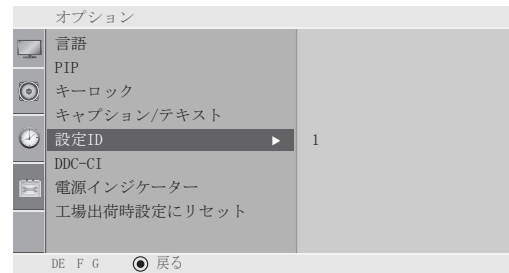 オプション
言語
PIP
キーロック
キャプション/テキスト
設定ID ▶ 1
DDC-CI
電源インジケーター
工場出荷時設定にリセット
DE F G ◉ 戻る